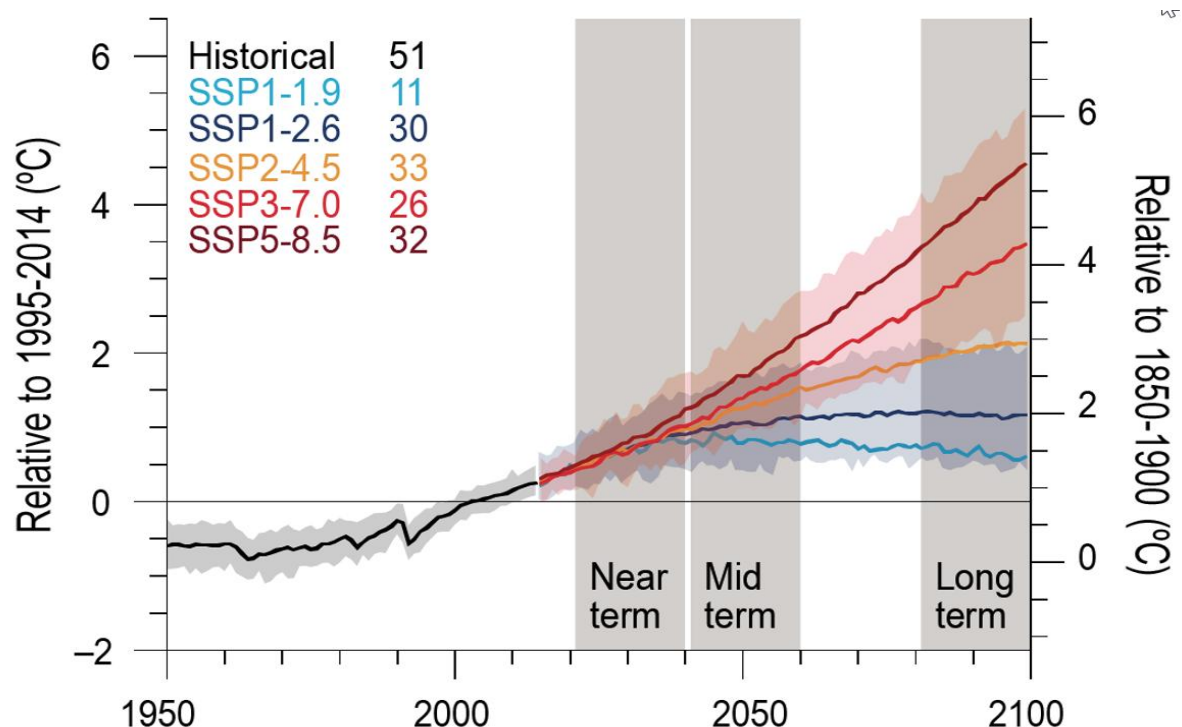 Historical 51
SSP1-1.9 11
SSP1-2.6 30
SSP2-4.5 33
SSP3-7.0 26
SSP5-8.5 32
Relative to 1995-2014 (ºC)
6
4
2
0
–2
Relative to 1850-1900 (ºC)
6
4
2
0
Near
term
Mid
term
Long
term
1950 2000 2050 2100